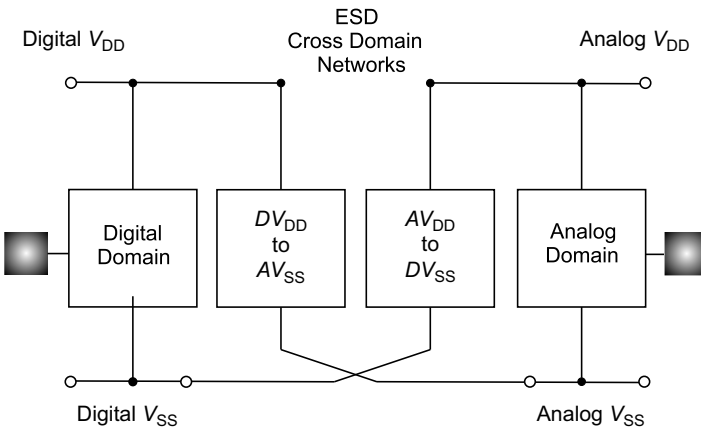 ESD
Cross Domain
Networks
Digital VDD
Analog VDD
Digital
Domain
DVDD
to
AVSS
AVDD
to
DVSS
Analog
Domain
Digital VSS
Analog VSS